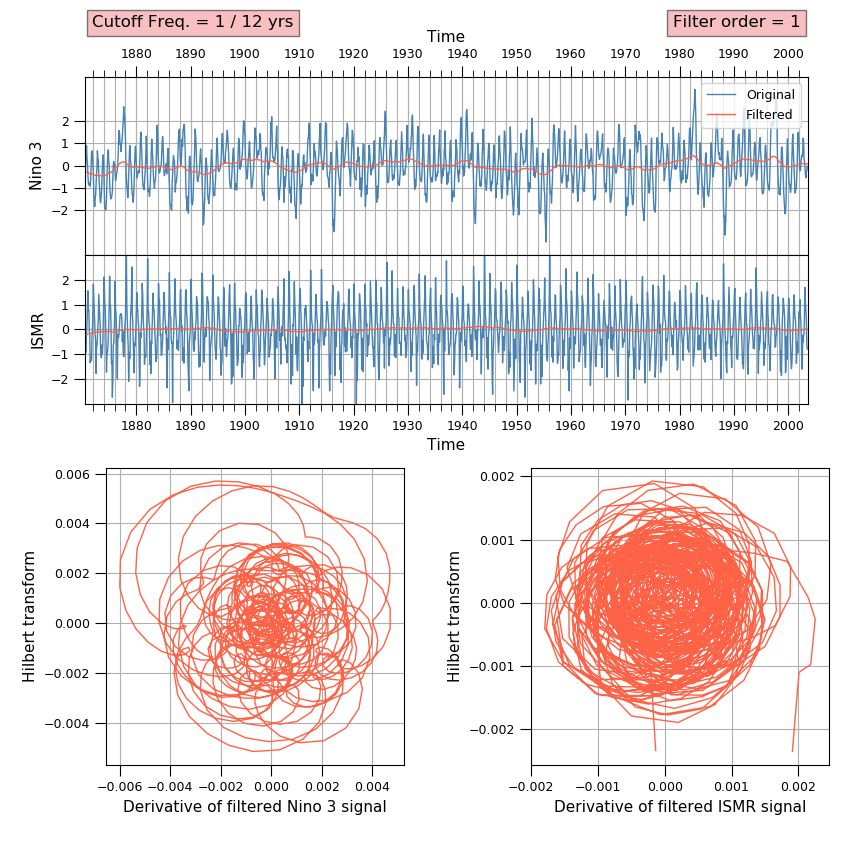 Cutoff Freq. = 1 / 12 yrs
Filter order = 1
Time
1880 1890 1900 1910 1920 1930 1940 1950 1960 1970 1980 1990 2000
Original
Filtered
Nino 3
2
1
0
−1
−2
ISMR
2
1
0
−1
−2
1880 1890 1900 1910 1920 1930 1940 1950 1960 1970 1980 1990 2000
Time
Hilbert transform
0.006
0.004
0.002
0.000
−0.002
−0.004
−0.006 −0.004 −0.002 0.000 0.002 0.004
Derivative of filtered Nino 3 signal
Hilbert transform
0.002
0.001
0.000
−0.001
−0.002
−0.002 −0.001 0.000 0.001 0.002
Derivative of filtered ISMR signal